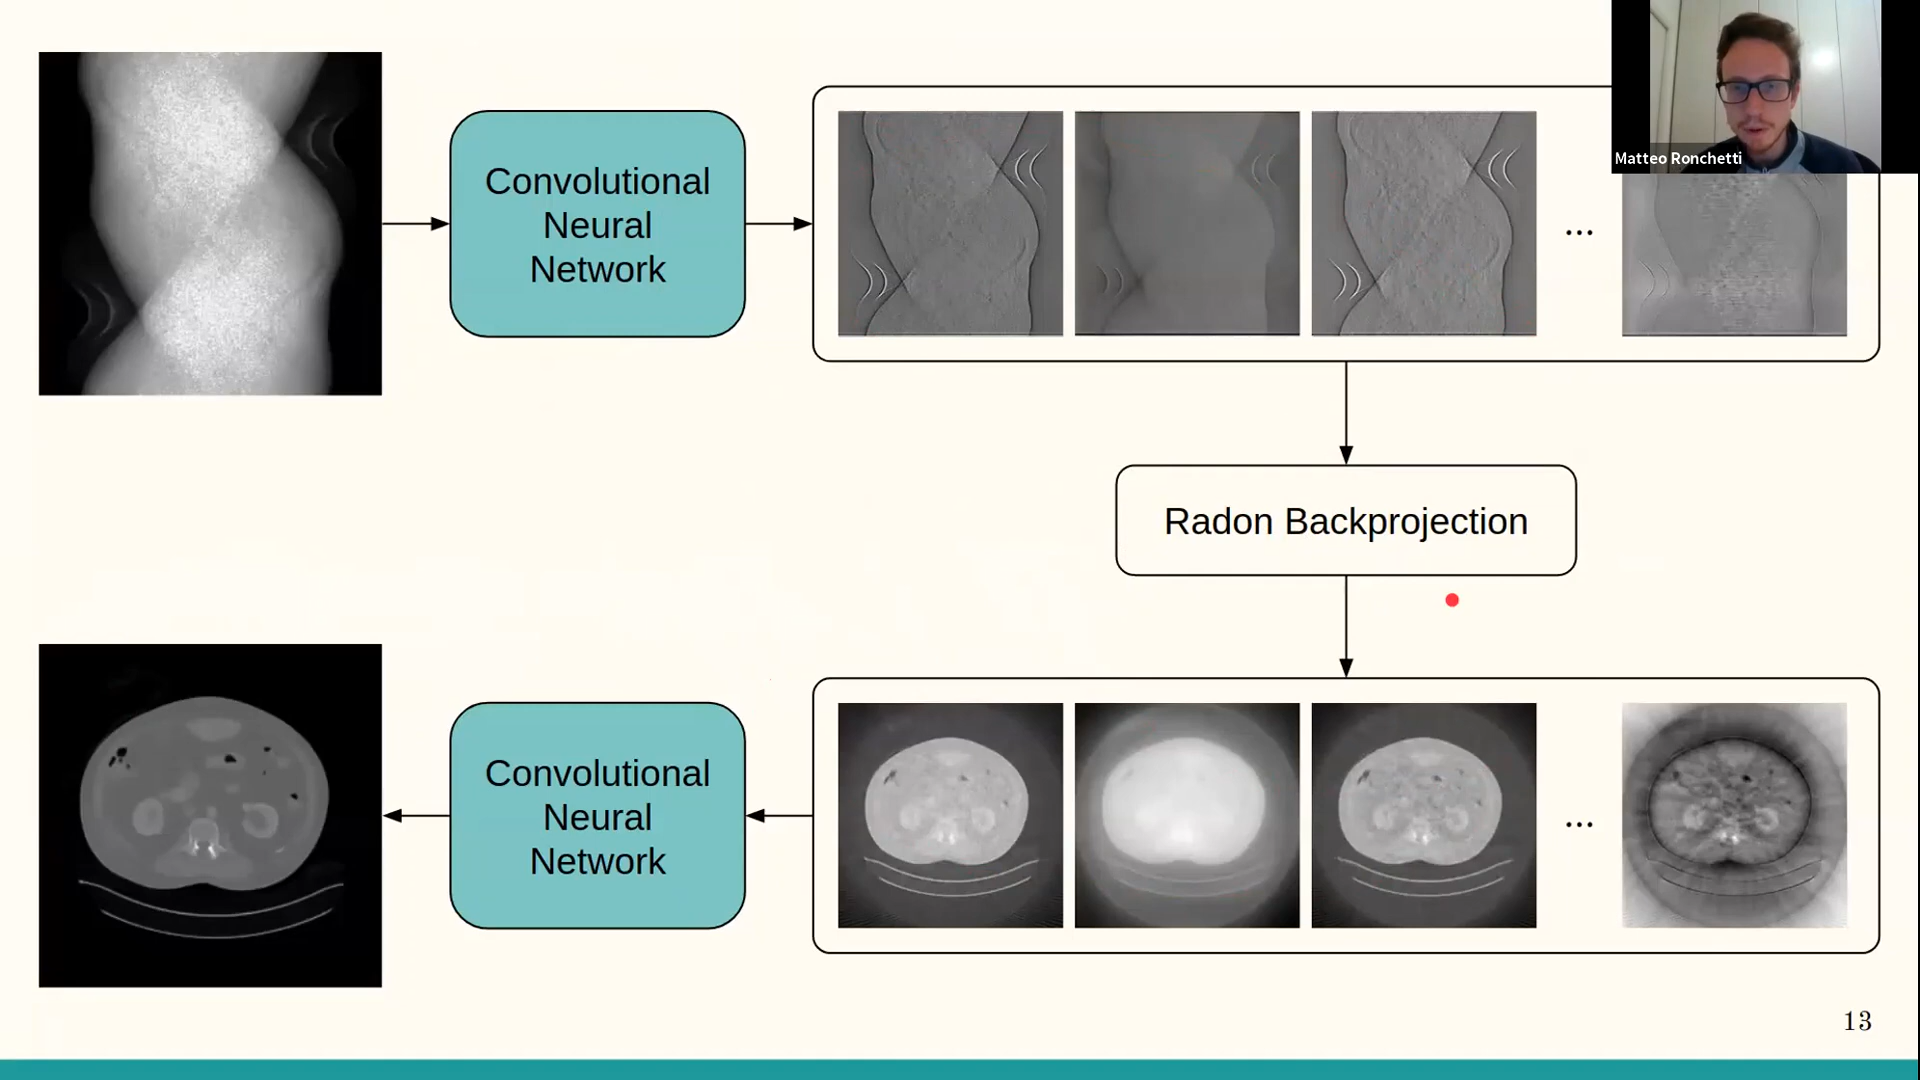 Convolutional
Neural
Network
...
Matteo Ronchetti
Radon Backprojection
Convolutional
Neural
Network
...
13